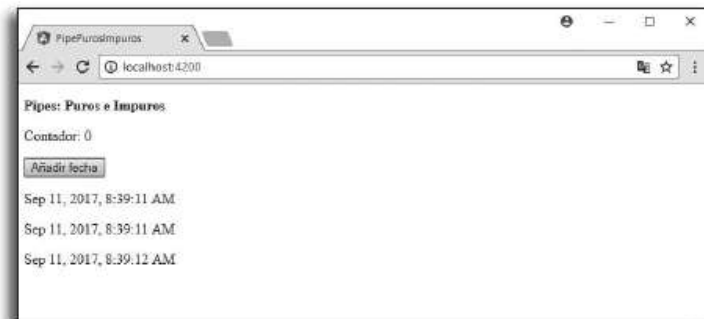 PipePurosImpuros
localhost:4200
Pipes: Puros e Impuros
Contador: 0
Añadir fecha
Sep 11, 2017, 8:39:11 AM
Sep 11, 2017, 8:39:11 AM
Sep 11, 2017, 8:39:12 AM